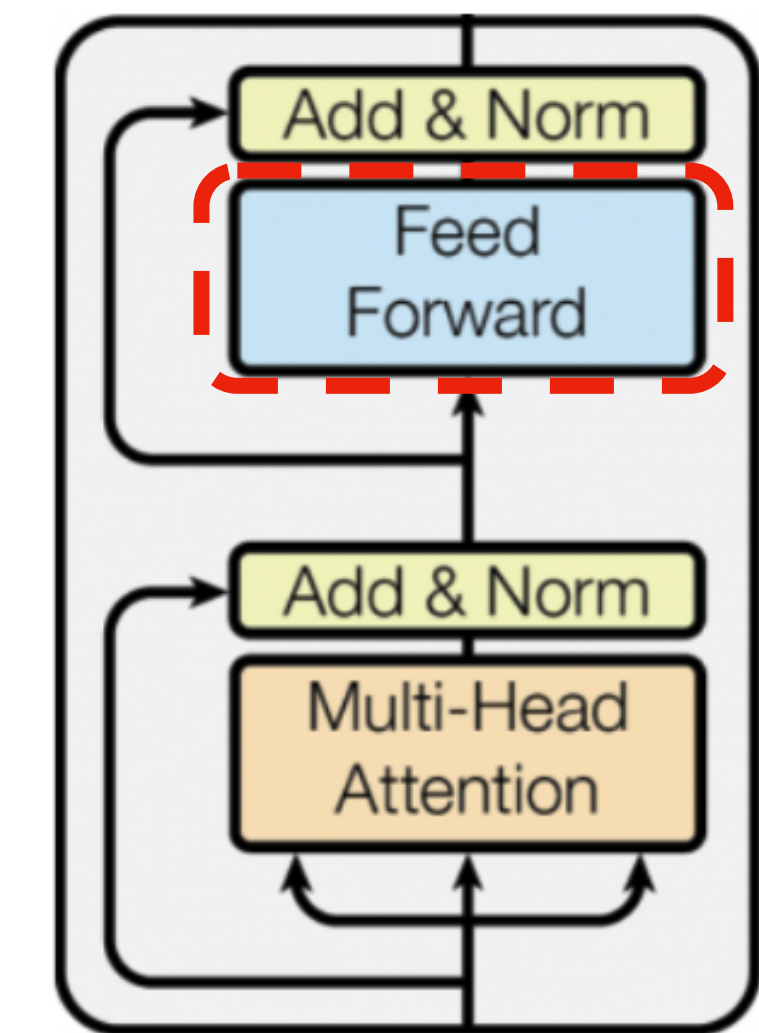 Add & Norm
Feed
Forward
Add & Norm
Multi-Head
Attention